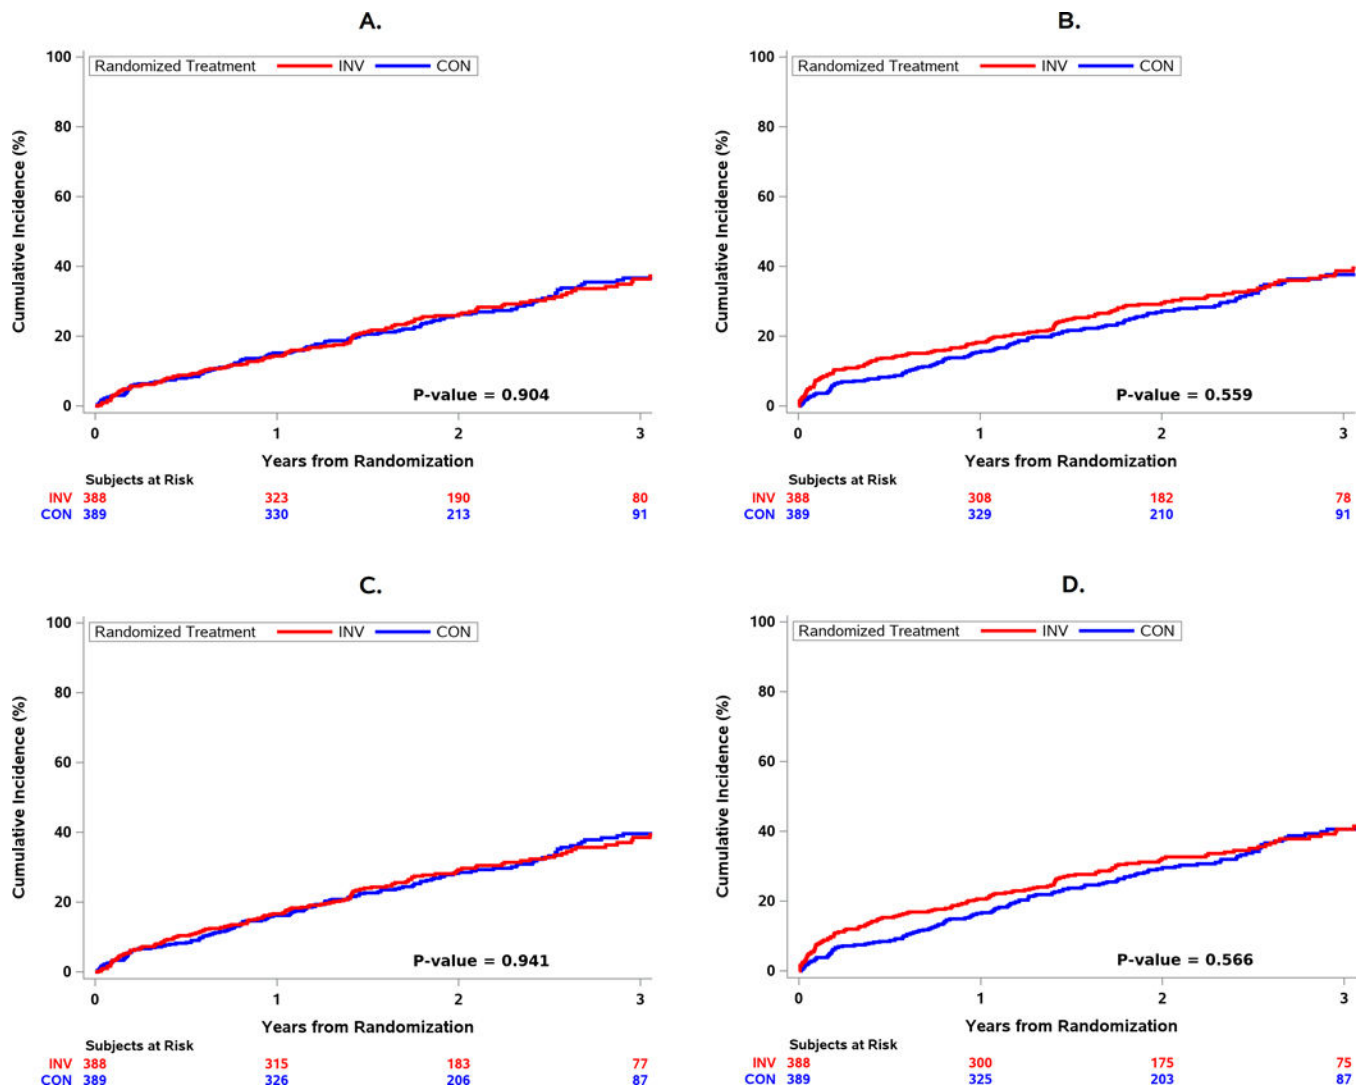 A.
100
80
60
40
20
0
Cumulative Incidence (%)
Randomized Treatment INV CON
P-value = 0.904
0 1 2 3
Years from Randomization
Subjects at Risk
INV 388 323 190 80
CON 389 330 213 91
B.
100
80
60
40
20
0
Cumulative Incidence (%)
Randomized Treatment INV CON
P-value = 0.559
0 1 2 3
Years from Randomization
Subjects at Risk
INV 388 308 182 78
CON 389 329 210 91
C.
100
80
60
40
20
0
Cumulative Incidence (%)
Randomized Treatment INV CON
P-value = 0.941
0 1 2 3
Years from Randomization
Subjects at Risk
INV 388 315 183 77
CON 389 326 206 87
D.
100
80
60
40
20
0
Cumulative Incidence (%)
Randomized Treatment INV CON
P-value = 0.566
0 1 2 3
Years from Randomization
Subjects at Risk
INV 388 300 175 75
CON 389 325 203 87